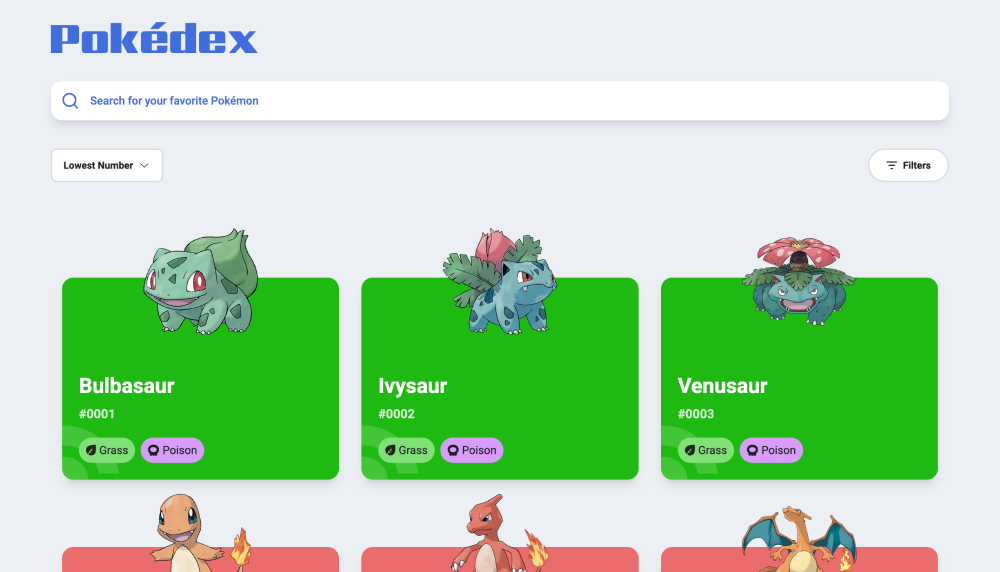 Pokédex
Search for your favorite Pokémon
Lowest Number
Filters
Bulbasaur
#0001
Grass Poison
Ivysaur
#0002
Grass Poison
Venusaur
#0003
Grass Poison